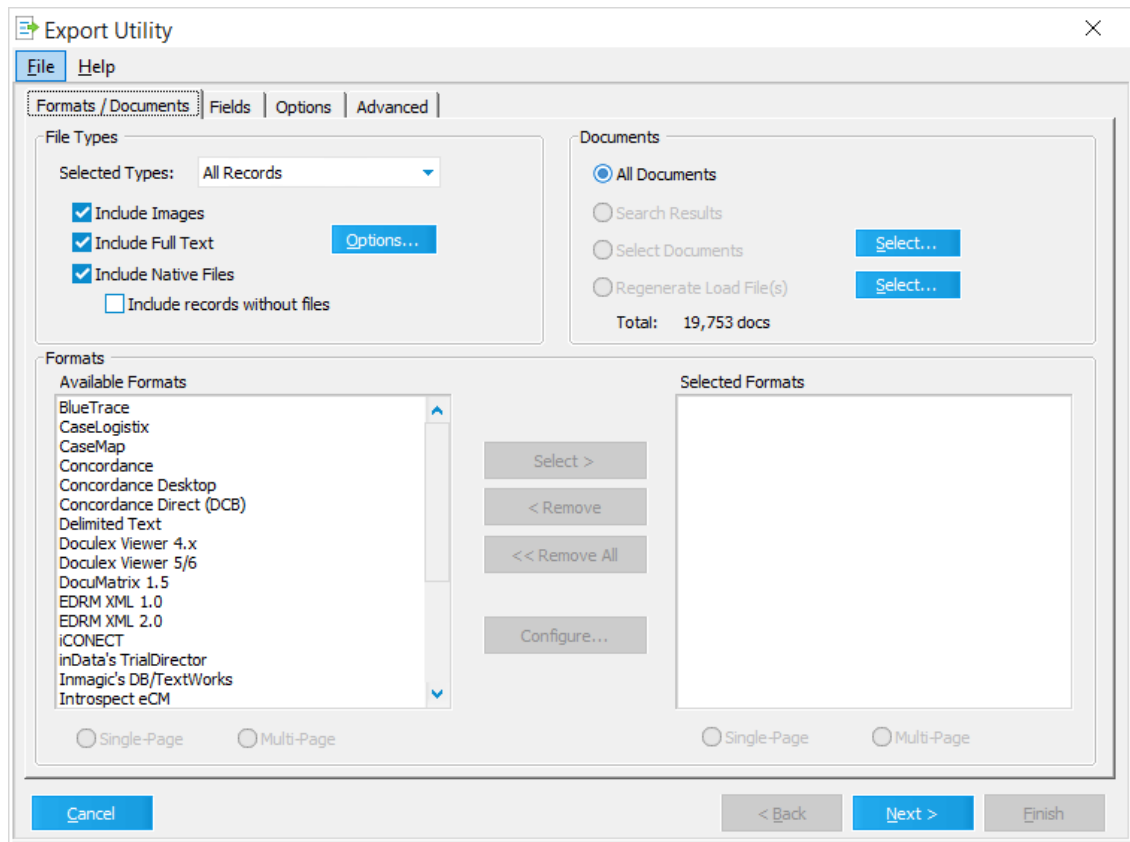 Export Utility
File Help
Formats / Documents Fields Options Advanced
File Types
Selected Types: All Records
Include Images
Include Full Text
Options...
Include Native Files
Include records without files
Documents
All Documents
Search Results
Select Documents
Select...
Regenerate Load File(s)
Select...
Total: 19,753 docs
Formats
Available Formats
BlueTrace
CaseLogistix
CaseMap
Concordance
Concordance Desktop
Concordance Direct (DCB)
Delimited Text
Doculex Viewer 4.x
Doculex Viewer 5/6
DocuMatrix 1.5
EDRM XML 1.0
EDRM XML 2.0
iCONECT
inData's TrialDirector
Inmagic's DB/TextWorks
Introspect eCM
Single-Page Multi-Page
Select >
< Remove
<< Remove All
Configure...
Selected Formats
Single-Page Multi-Page
Cancel
< Back
Next >
Finish